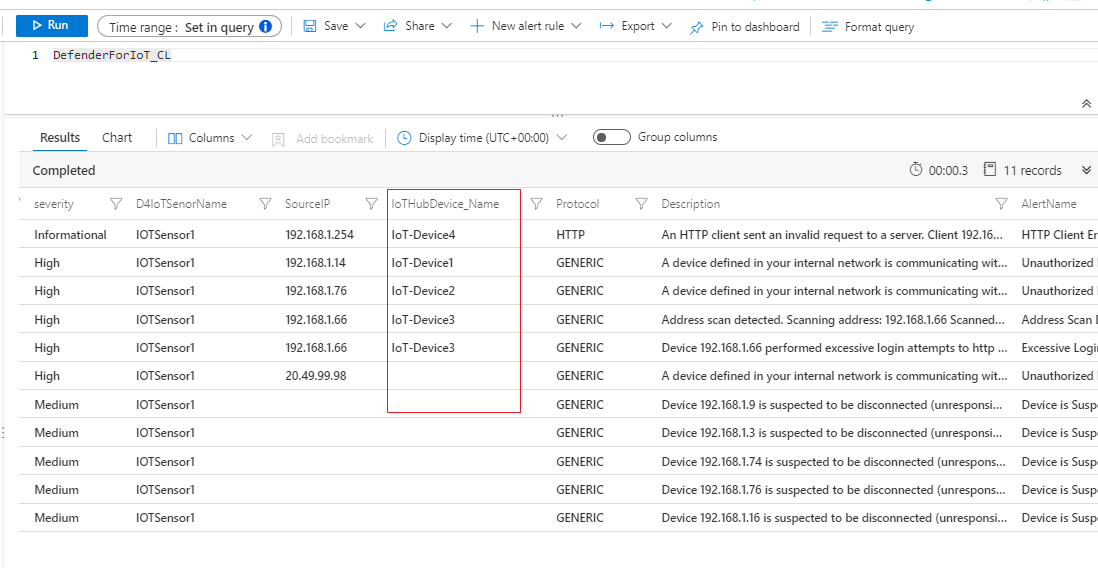 Run Time range : Set in query Save Share New alert rule Export Pin to dashboard Format query
1 DefenderForIoT_CL
Results Chart Columns Add bookmark Display time (UTC+00:00) Group columns
Completed 00:00.3 11 records
severity D4IoTSenorName SourceIP IoTHubDevice_Name Protocol Description AlertName
Informational IOTSensor1 192.168.1.254 IoT-Device4 HTTP An HTTP client sent an invalid request to a server. Client 192.16... HTTP Client Er
High IOTSensor1 192.168.1.14 IoT-Device1 GENERIC A device defined in your internal network is communicating wit... Unauthorized
High IOTSensor1 192.168.1.76 IoT-Device2 GENERIC A device defined in your internal network is communicating wit... Unauthorized
High IOTSensor1 192.168.1.66 IoT-Device3 GENERIC Address scan detected. Scanning address: 192.168.1.66 Scanned... Address Scan D
High IOTSensor1 192.168.1.66 IoT-Device3 GENERIC Device 192.168.1.66 performed excessive login attempts to http ... Excessive Logi
High IOTSensor1 20.49.99.98 GENERIC A device defined in your internal network is communicating wit... Unauthorized
Medium IOTSensor1 GENERIC Device 192.168.1.9 is suspected to be disconnected (unresponsi... Device is Susp
Medium IOTSensor1 GENERIC Device 192.168.1.3 is suspected to be disconnected (unresponsi... Device is Susp
Medium IOTSensor1 GENERIC Device 192.168.1.74 is suspected to be disconnected (unrespons... Device is Susp
Medium IOTSensor1 GENERIC Device 192.168.1.76 is suspected to be disconnected (unrespons... Device is Susp
Medium IOTSensor1 GENERIC Device 192.168.1.16 is suspected to be disconnected (unresponsi... Device is Susp